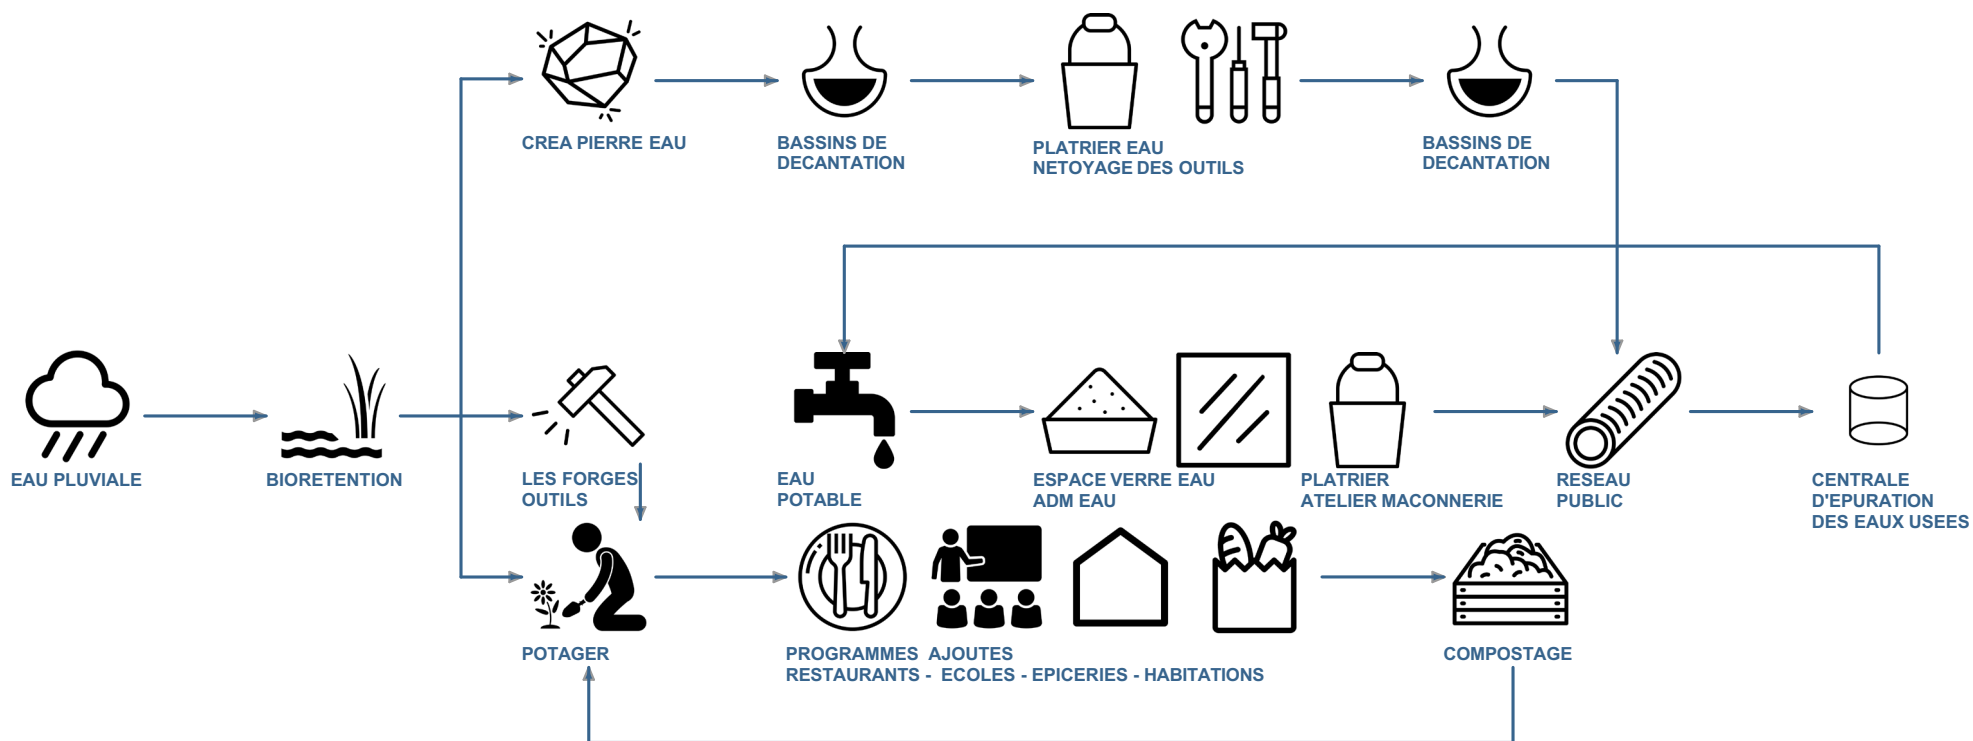 CREA PIERRE EAU
BASSINS DE
DECANTATION
PLATRIER EAU
NETOYAGE DES OUTILS
BASSINS DE
DECANTATION
EAU PLUVIALE
BIORETENTION
LES FORGES
OUTILS
EAU
POTABLE
ESPACE VERRE EAU
ADM EAU
PLATRIER
ATELIER MACONNERIE
RESEAU
PUBLIC
CENTRALE
D'EPURATION
DES EAUX USEES
POTAGER
PROGRAMMES AJOUTES
RESTAURANTS - ECOLES - EPICERIES - HABITATIONS
COMPOSTAGE